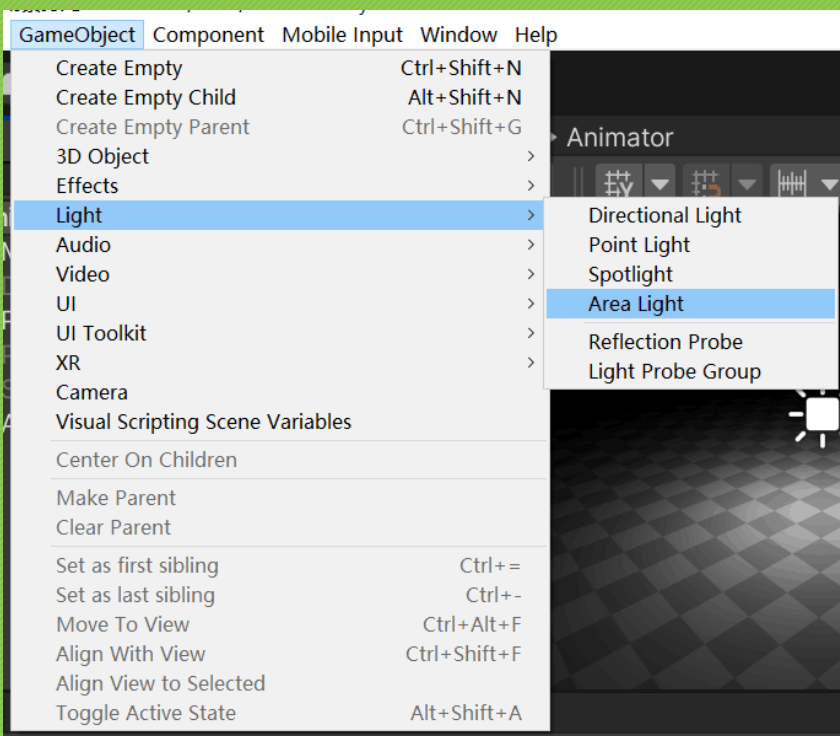 GameObject Component Mobile Input Window Help
Create Empty Ctrl+Shift+N
Create Empty Child Alt+Shift+N
Create Empty Parent Ctrl+Shift+G
3D Object
Effects
Light
Audio
Video
UI
UI Toolkit
XR
Camera
Visual Scripting Scene Variables
Center On Children
Make Parent
Clear Parent
Set as first sibling Ctrl+=
Set as last sibling Ctrl+-
Move To View Ctrl+Alt+F
Align With View Ctrl+Shift+F
Align View to Selected
Toggle Active State Alt+Shift+A
Animator
Directional Light
Point Light
Spotlight
Area Light
Reflection Probe
Light Probe Group